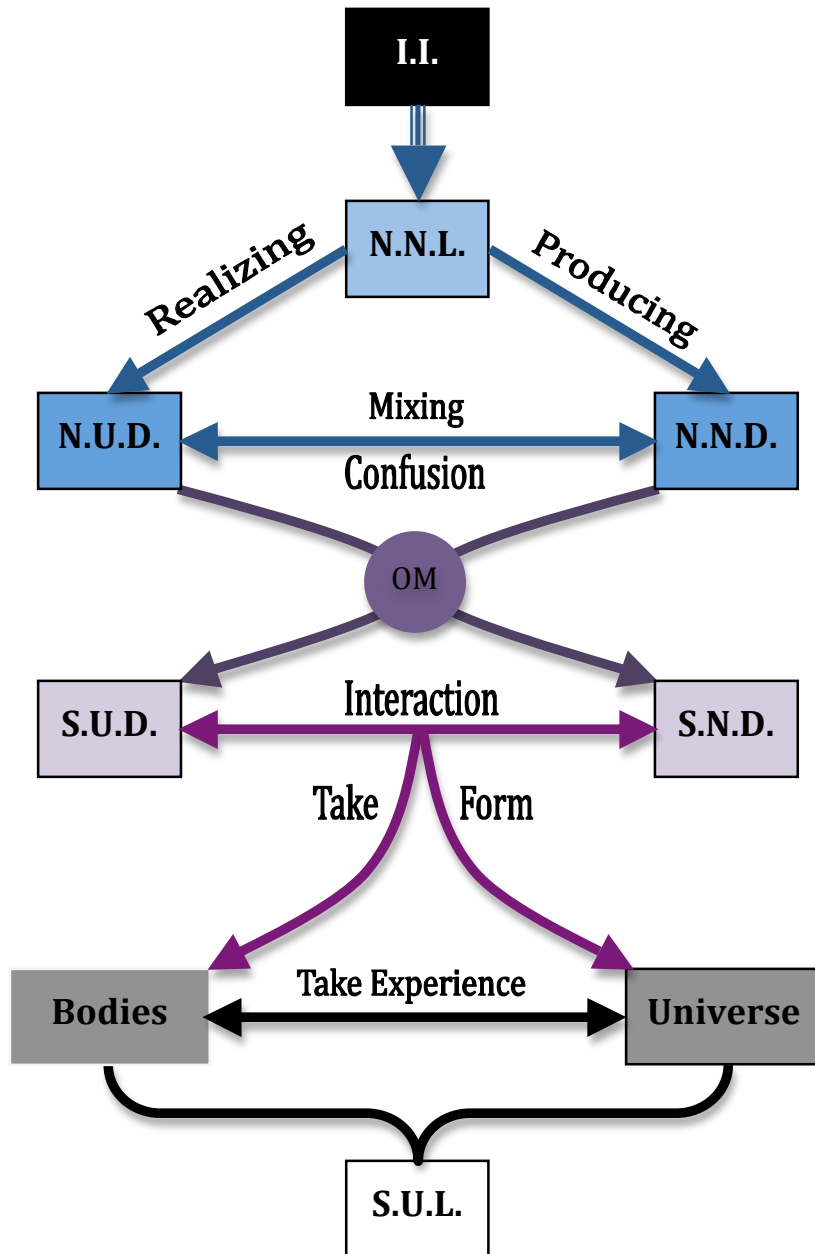 I.I.
N.N.L.
Realizing
Producing
N.U.D.
Mixing
N.N.D.
Confusion
OM
S.U.D.
Interaction
S.N.D.
Take
Form
Bodies
Take Experience
Universe
S.U.L.